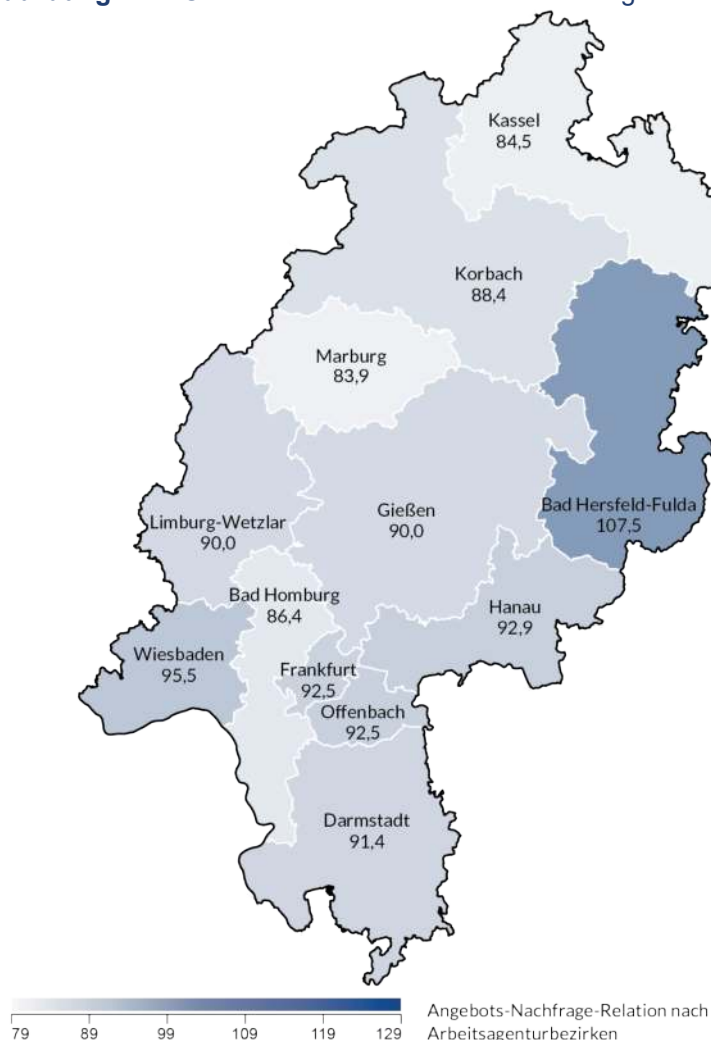 Kassel
84,5
Korbach
88,4
Marburg
83,9
Bad Hersfeld-Fulda
107,5
Gießen
90,0
Limburg-Wetzlar
90,0
Bad Homburg
86,4
Hanau
92,9
Wiesbaden
95,5
Frankfurt
92,5
Offenbach
92,5
Darmstadt
91,4
79 89 99 109 119 129
Angebots-Nachfrage-Relation nach
Arbeitsagenturbezirken